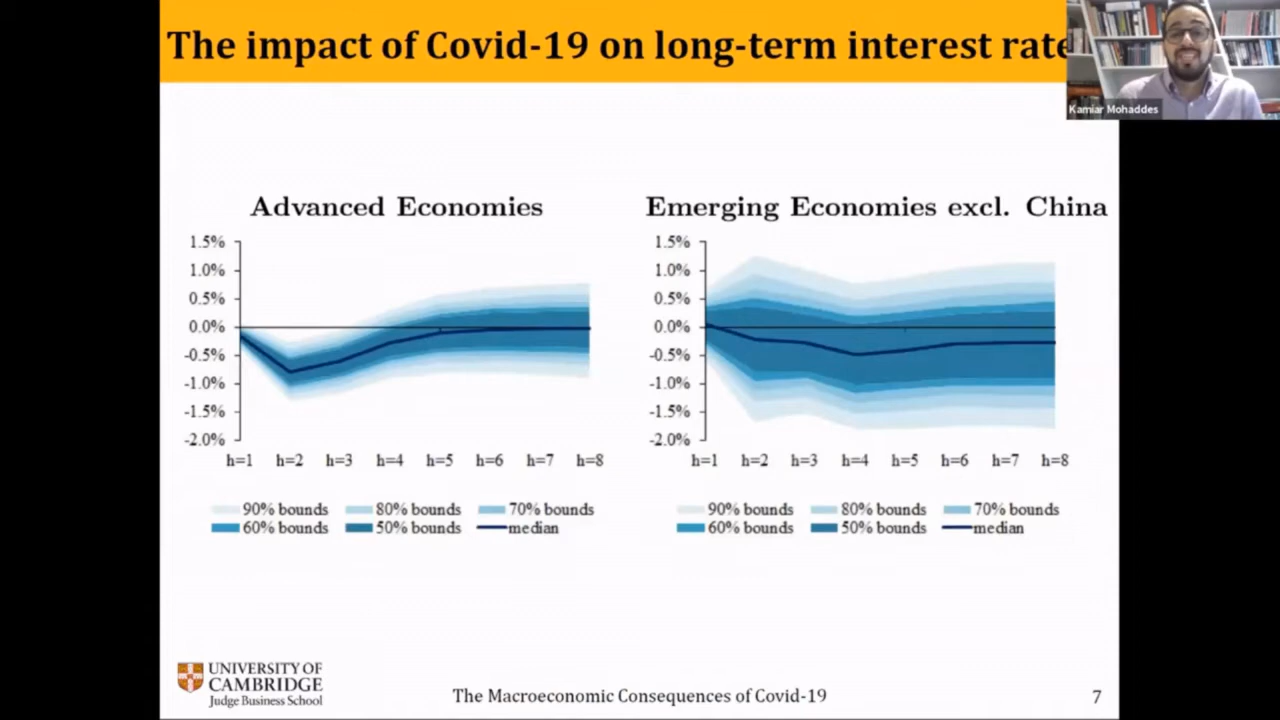 The impact of Covid-19 on long-term interest rate
Kamiar Mohaddes
Advanced Economies
1.5%
1.0%
0.5%
0.0%
-0.5%
-1.0%
-1.5%
-2.0%
h=1 h=2 h=3 h=4 h=5 h=6 h=7 h=8
90% bounds 80% bounds 70% bounds
60% bounds 50% bounds median
Emerging Economies excl. China
1.5%
1.0%
0.5%
0.0%
-0.5%
-1.0%
-1.5%
-2.0%
h=1 h=2 h=3 h=4 h=5 h=6 h=7 h=8
90% bounds 80% bounds 70% bounds
60% bounds 50% bounds median
UNIVERSITY OF
CAMBRIDGE
Judge Business School
The Macroeconomic Consequences of Covid-19
7